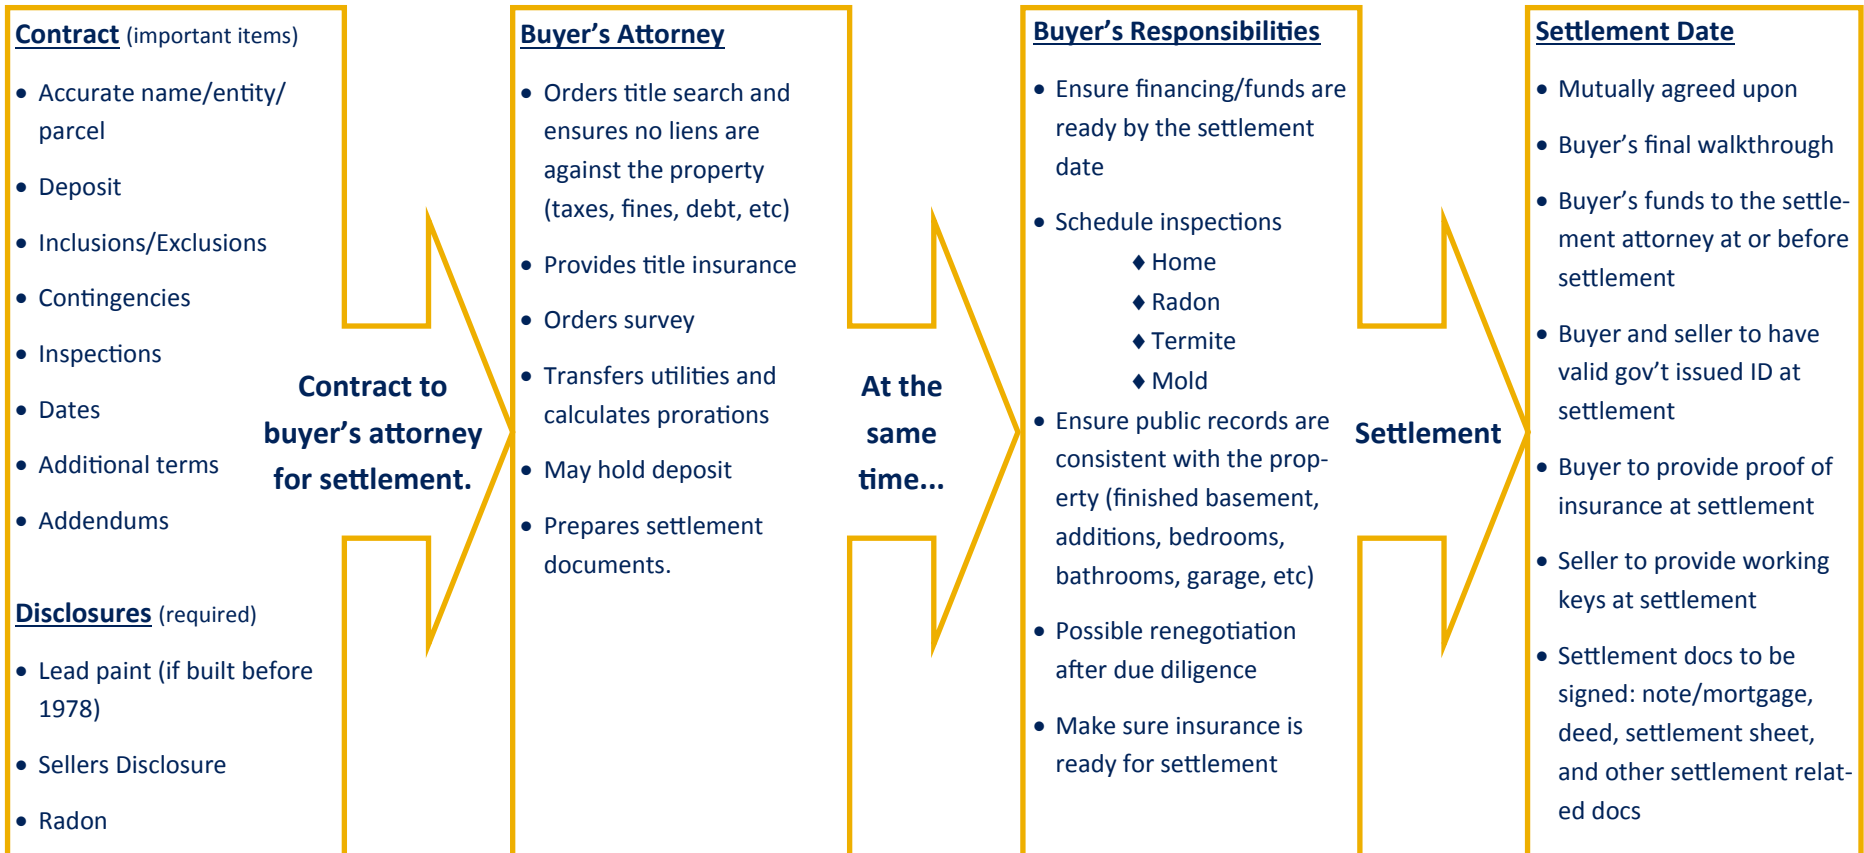 Contract (important items)
• Accurate name/entity/
parcel
• Deposit
• Inclusions/Exclusions
• Contingencies
• Inspections
• Dates
• Additional terms
• Addendums
Disclosures (required)
• Lead paint (if built before
1978)
• Sellers Disclosure
• Radon
Contract to
buyer’s attorney
for settlement.
Buyer’s Attorney
• Orders title search and
ensures no liens are
against the property
(taxes, fines, debt, etc)
• Provides title insurance
• Orders survey
• Transfers utilities and
calculates prorations
• May hold deposit
• Prepares settlement
documents.
At the
same
time...
Buyer’s Responsibilities
• Ensure financing/funds are
ready by the settlement
date
• Schedule inspections
♦ Home
♦ Radon
♦ Termite
♦ Mold
• Ensure public records are
consistent with the prop-
erty (finished basement,
additions, bedrooms,
bathrooms, garage, etc)
• Possible renegotiation
after due diligence
• Make sure insurance is
ready for settlement
Settlement
Settlement Date
• Mutually agreed upon
• Buyer’s final walkthrough
• Buyer’s funds to the settle-
ment attorney at or before
settlement
• Buyer and seller to have
valid gov’t issued ID at
settlement
• Buyer to provide proof of
insurance at settlement
• Seller to provide working
keys at settlement
• Settlement docs to be
signed: note/mortgage,
deed, settlement sheet,
and other settlement relat-
ed docs